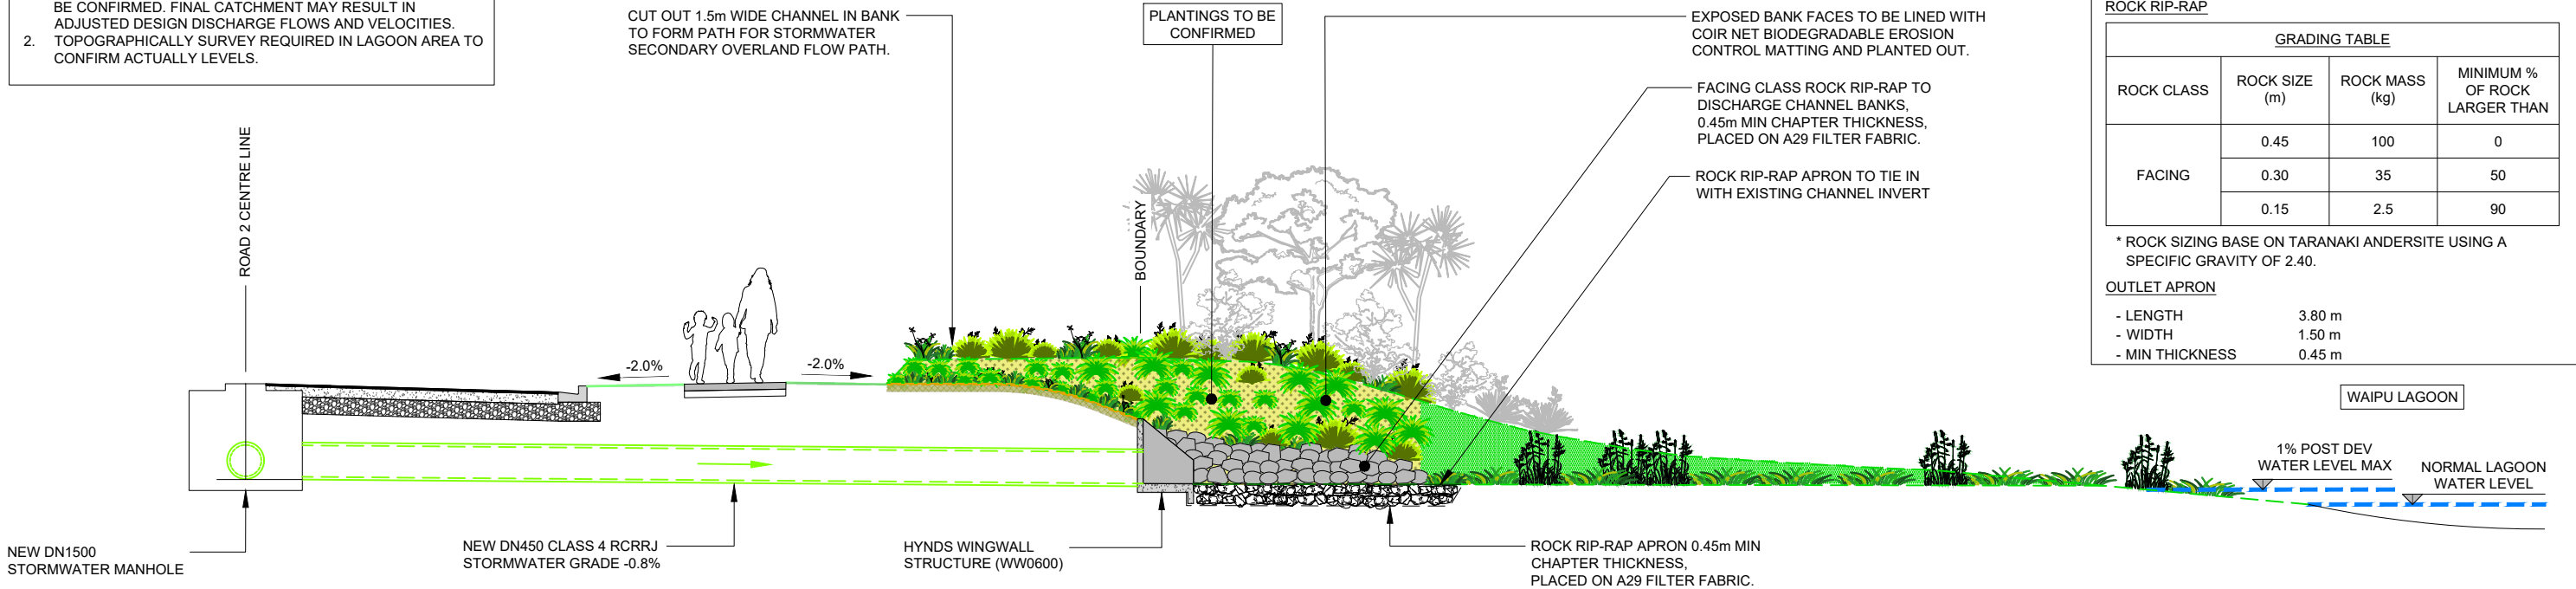 BE CONFIRMED. FINAL CATCHMENT MAY RESULT IN
ADJUSTED DESIGN DISCHARGE FLOWS AND VELOCITIES.
2. TOPOGRAPHICALLY SURVEY REQUIRED IN LAGOON AREA TO
CONFIRM ACTUALLY LEVELS.
CUT OUT 1.5m WIDE CHANNEL IN BANK
TO FORM PATH FOR STORMWATER
SECONDARY OVERLAND FLOW PATH.
PLANTINGS TO BE
CONFIRMED
EXPOSED BANK FACES TO BE LINED WITH
COIR NET BIODEGRADABLE EROSION
CONTROL MATTING AND PLANTED OUT.
FACING CLASS ROCK RIP-RAP TO
DISCHARGE CHANNEL BANKS,
0.45m MIN CHAPTER THICKNESS,
PLACED ON A29 FILTER FABRIC.
ROCK RIP-RAP APRON TO TIE IN
WITH EXISTING CHANNEL INVERT
ROCK RIP-RAP
GRADING TABLE
ROCK CLASS
ROCK SIZE
(m)
ROCK MASS
(kg)
MINIMUM %
OF ROCK
LARGER THAN
FACING
0.45 100 0
0.30 35 50
0.15 2.5 90
* ROCK SIZING BASE ON TARANAKI ANDERSITE USING A
SPECIFIC GRAVITY OF 2.40.
OUTLET APRON
- LENGTH 3.80 m
- WIDTH 1.50 m
- MIN THICKNESS 0.45 m
ROAD 2 CENTRE LINE
BOUNDARY
-2.0%
-2.0%
WAIPU LAGOON
1% POST DEV
WATER LEVEL MAX
NORMAL LAGOON
WATER LEVEL
NEW DN1500
STORMWATER MANHOLE
NEW DN450 CLASS 4 RCRRJ
STORMWATER GRADE -0.8%
HYNDS WINGWALL
STRUCTURE (WW0600)
ROCK RIP-RAP APRON 0.45m MIN
CHAPTER THICKNESS,
PLACED ON A29 FILTER FABRIC.